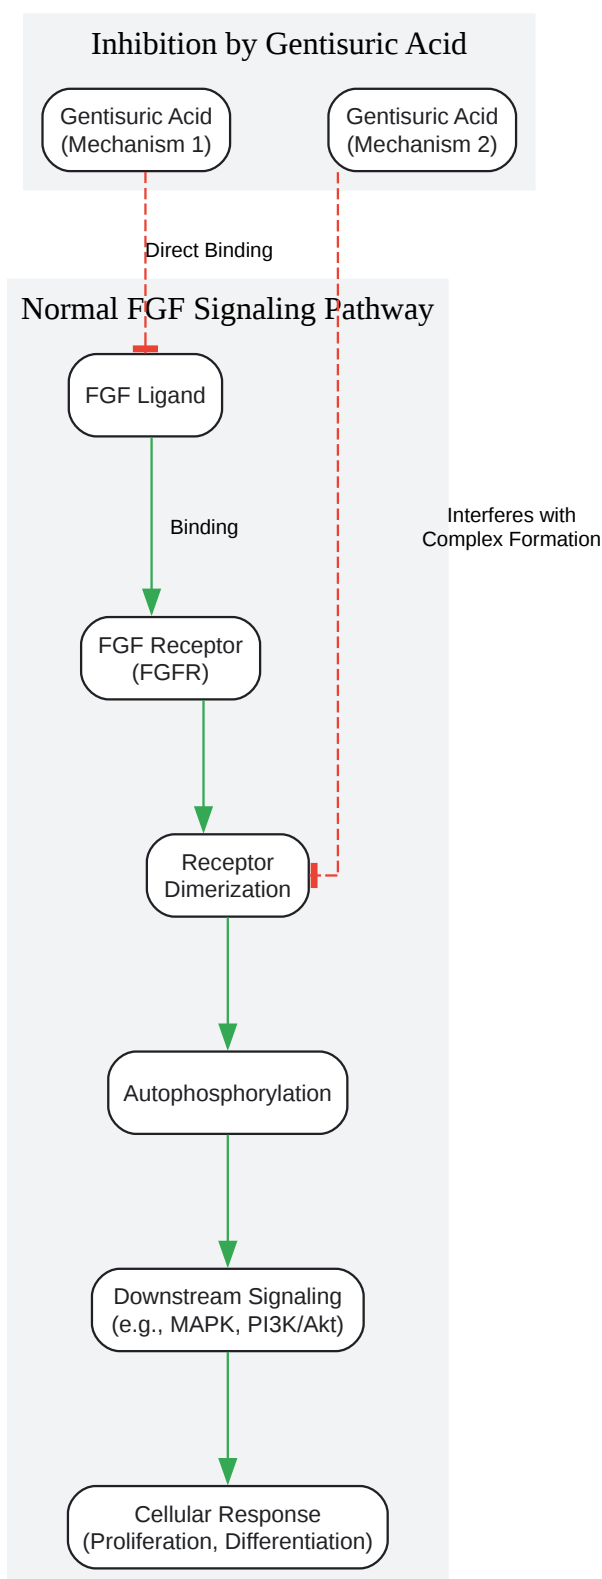 Inhibition by Gentisuric Acid
Gentisuric Acid
(Mechanism 1)
Gentisuric Acid
(Mechanism 2)
Direct Binding
Normal FGF Signaling Pathway
FGF Ligand
Binding
Interferes with
Complex Formation
FGF Receptor
(FGFR)
Receptor
Dimerization
Autophosphorylation
Downstream Signaling
(e.g., MAPK, PI3K/Akt)
Cellular Response
(Proliferation, Differentiation)